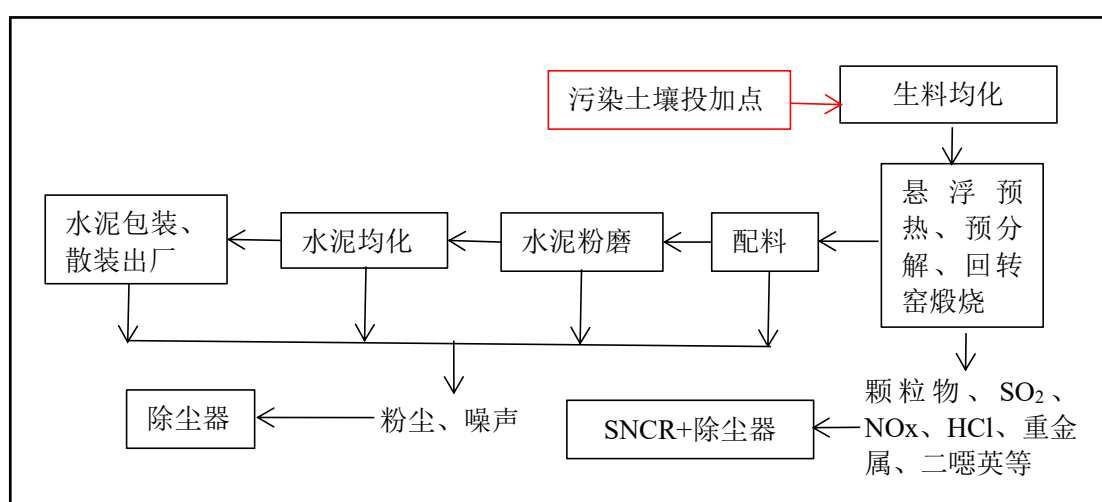 污染土壤投加点
生料均化
悬浮预
热、预分
解、回转
窑煅烧
配料
水泥粉磨
水泥均化
水泥包装、
散装出厂
颗粒物、SO₂、
NOx、HCl、重金
属、二噁英等
SNCR+除尘器
粉尘、噪声
除尘器